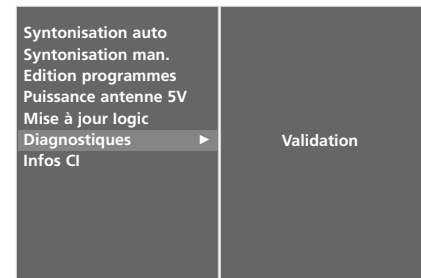 Syntonisation auto
Syntonisation man.
Edition programmes
Puissance antenne 5V
Mise à jour logic
Diagnostiques ►
Infos CI
Validation